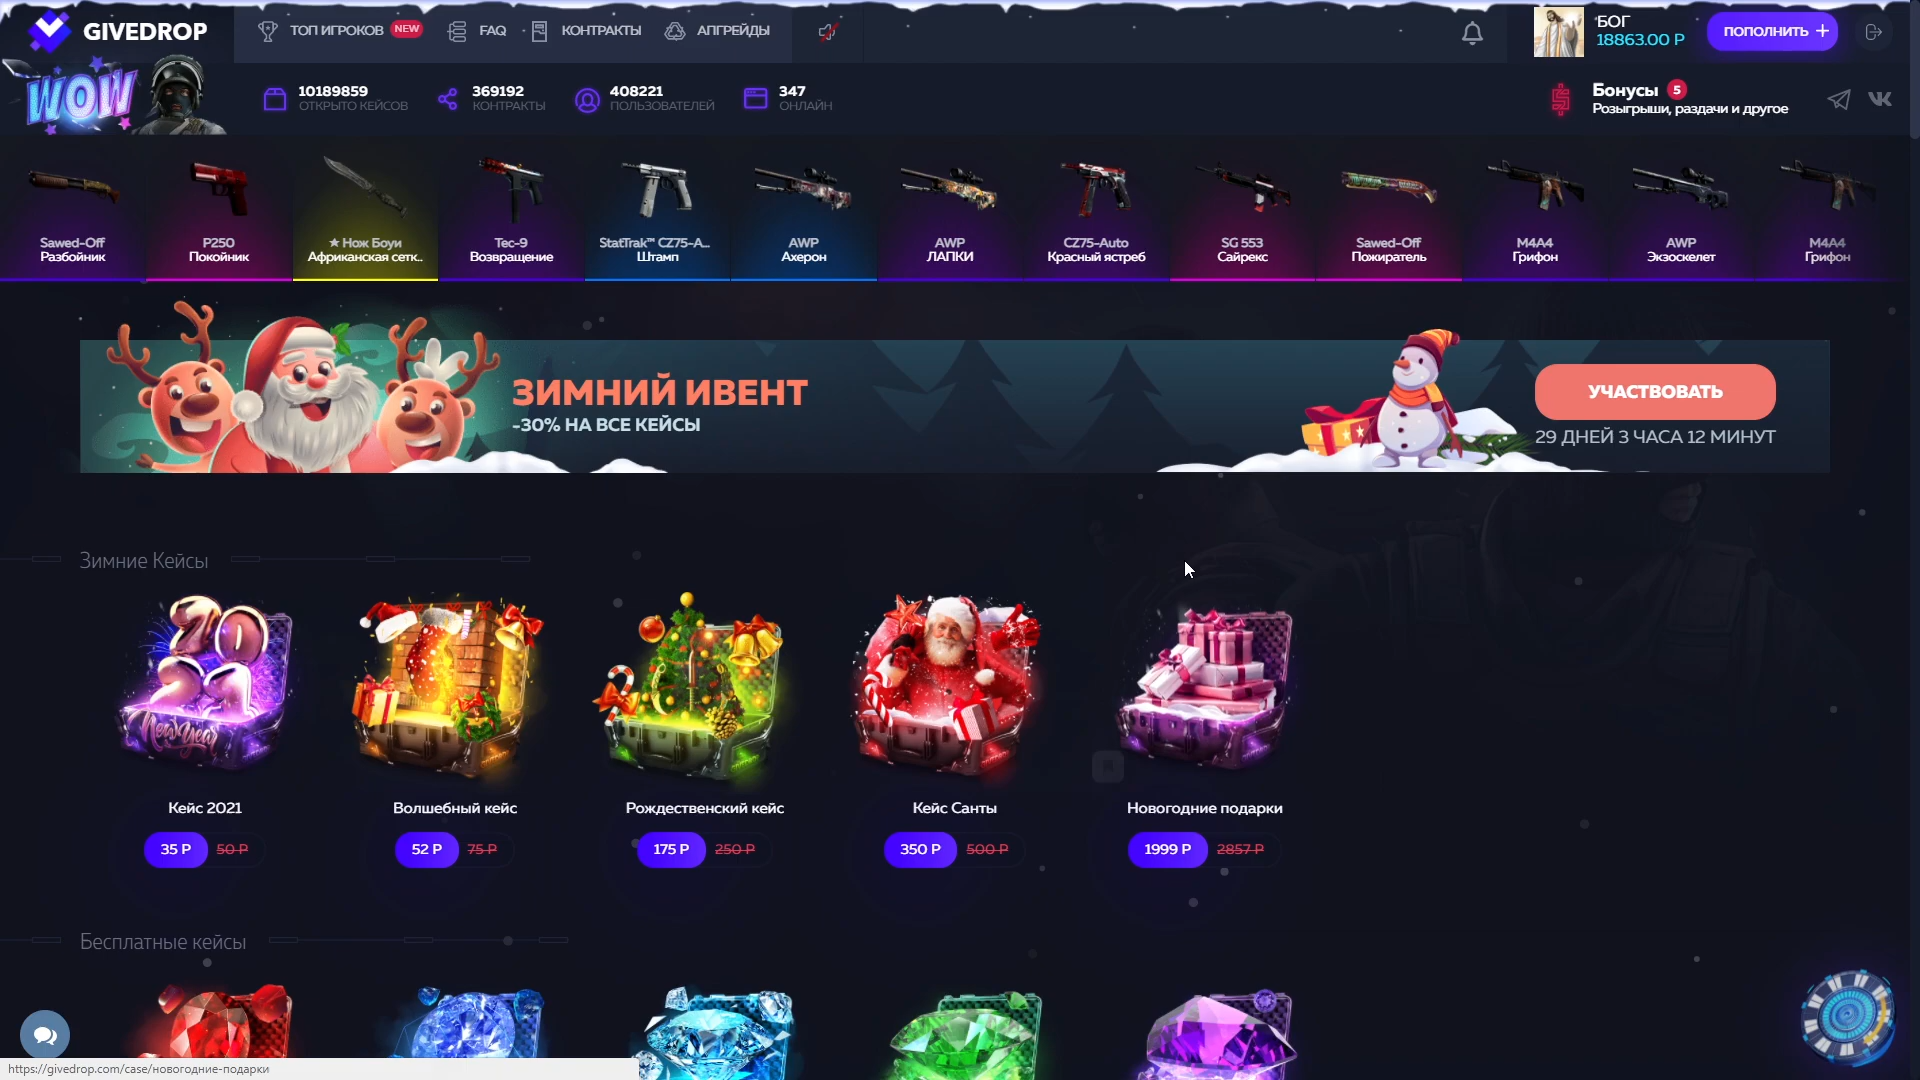 GIVEDROP
ТОП ИГРОКОВ NEW
FAQ
КОНТРАКТЫ
АПГРЕЙДЫ
БОГ
18863.00 Р
ПОПОЛНИТЬ
WOW
10189859
ОТКРЫТО КЕЙСОВ
369192
КОНТРАКТЫ
408221
ПОЛЬЗОВАТЕЛЕЙ
347
ОНЛАЙН
Бонусы 5
Розыгрыши, раздачи и другое
Sawed-Off
Разбойник
P250
Покойник
★ Нож Боуи
Африканская сетк..
Tec-9
Возвращение
StatTrak™ CZ75-A...
Штамп
AWP
Ахерон
AWP
ЛАПКИ
CZ75-Auto
Красный ястреб
SG 553
Сайрекс
Sawed-Off
Пожиратель
M4A4
Грифон
AWP
Экзоскелет
M4A4
Грифон
ЗИМНИЙ ИВЕНТ
-30% НА ВСЕ КЕЙСЫ
УЧАСТВОВАТЬ
29 ДНЕЙ 3 ЧАСА 12 МИНУТ
Зимние Кейсы
2021
New Year
Кейс 2021
35 Р 50 Р
Волшебный кейс
52 Р 75 Р
Рождественский кейс
175 Р 250 Р
Кейс Санты
350 Р 500 Р
Новогодние подарки
1999 Р 2857 Р
Бесплатные кейсы
https://givedrop.com/case/новогодние-подарки